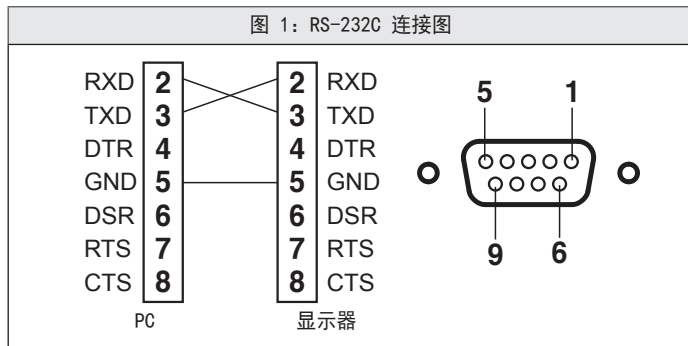 图 1：RS-232C 连接图
RXD 2 2 RXD
TXD 3 3 TXD
DTR 4 4 DTR
GND 5 5 GND
DSR 6 6 DSR
RTS 7 7 RTS
CTS 8 8 CTS
PC 显示器
5 1
9 6